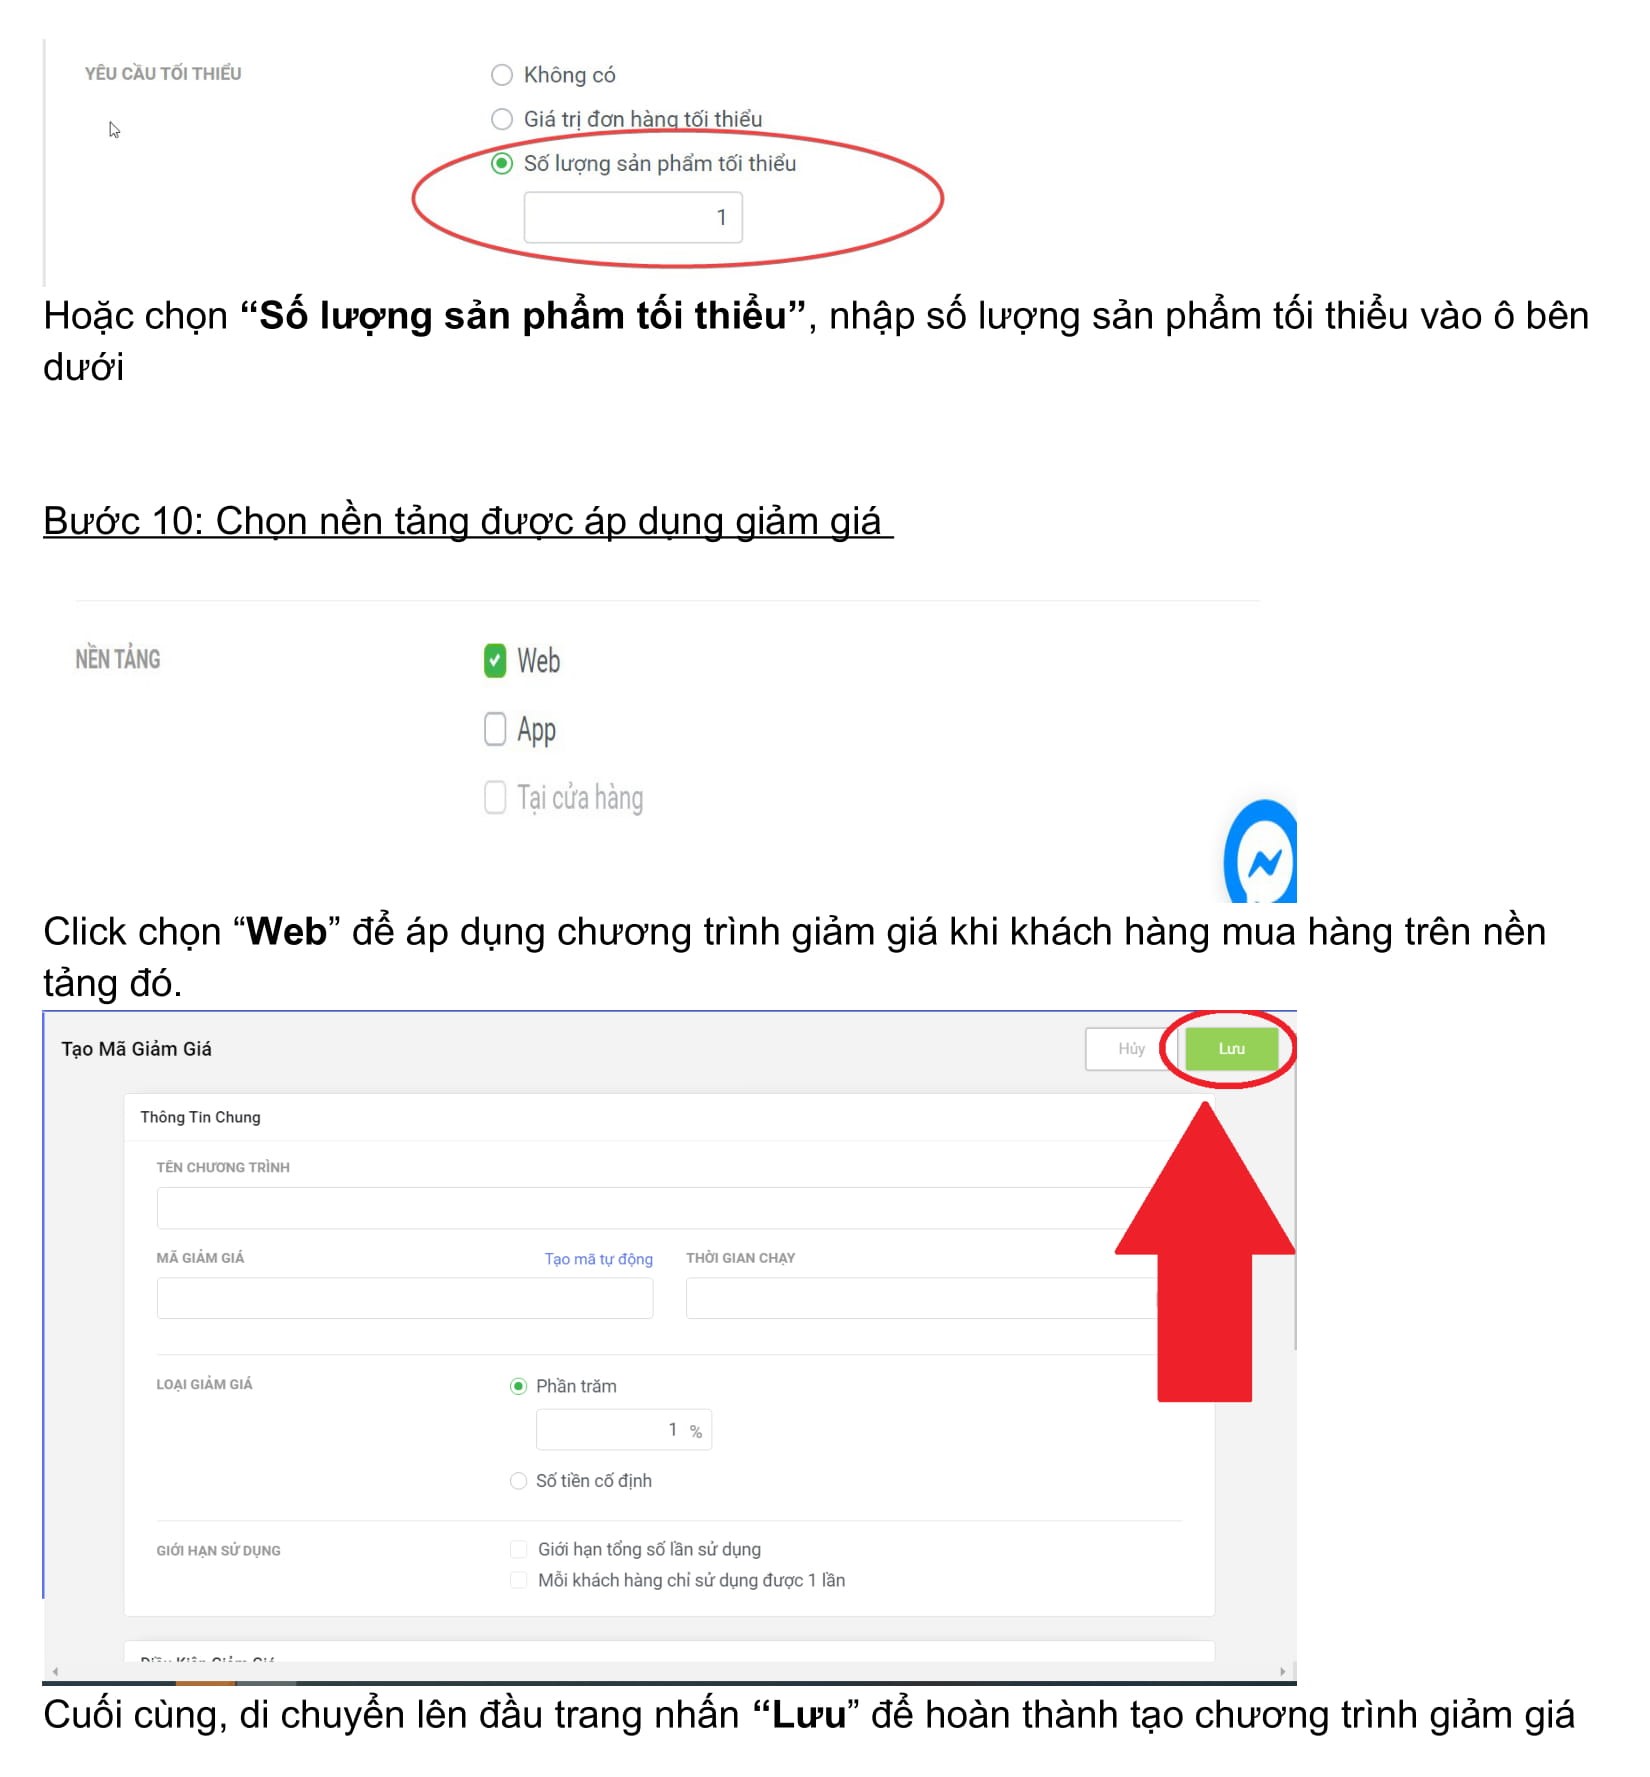 YÊU CẦU TỐI THIỂU
Không có
Giá trị đơn hàng tối thiểu
Số lượng sản phẩm tối thiểu
1
Hoặc chọn “Số lượng sản phẩm tối thiểu”, nhập số lượng sản phẩm tối thiểu vào ô bên
dưới
Bước 10: Chọn nền tảng được áp dụng giảm giá
NỀN TẢNG
Web
App
Tại cửa hàng
Click chọn “Web” để áp dụng chương trình giảm giá khi khách hàng mua hàng trên nền
tảng đó.
Tạo Mã Giảm Giá
Hủy
Lưu
Thông Tin Chung
TÊN CHƯƠNG TRÌNH
MÃ GIẢM GIÁ
Tạo mã tự động
THỜI GIAN CHẠY
LOẠI GIẢM GIÁ
Phần trăm
1 %
Số tiền cố định
GIỚI HẠN SỬ DỤNG
Giới hạn tổng số lần sử dụng
Mỗi khách hàng chỉ sử dụng được 1 lần
Điều Kiện Giảm Giá
Cuối cùng, di chuyển lên đầu trang nhấn “Lưu” để hoàn thành tạo chương trình giảm giá